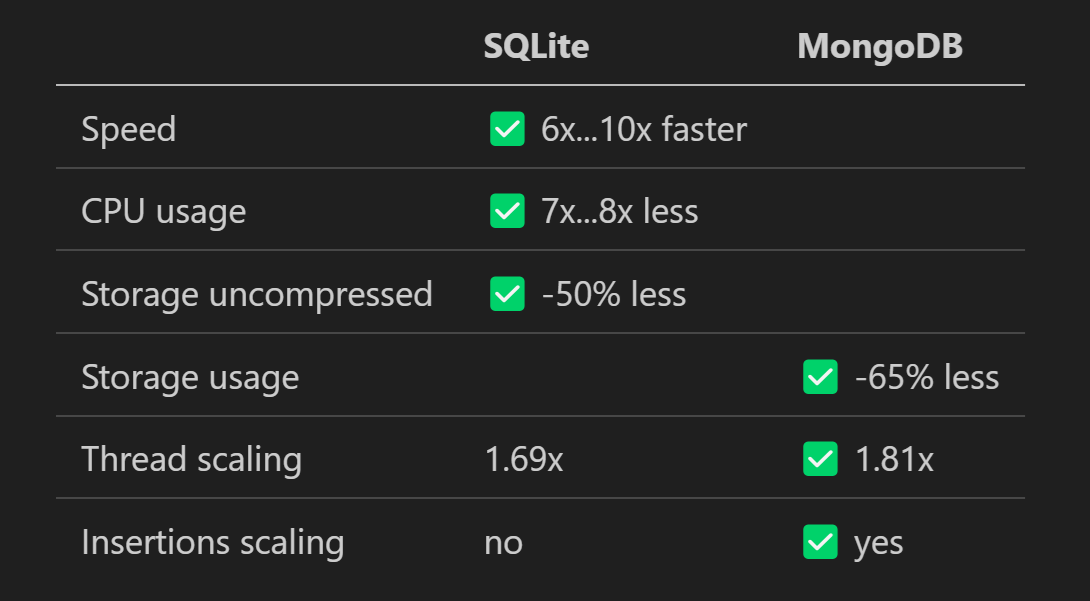 SQLite MongoDB
Speed ✅ 6x...10x faster
CPU usage ✅ 7x...8x less
Storage uncompressed ✅ -50% less
Storage usage ✅ -65% less
Thread scaling 1.69x ✅ 1.81x
Insertions scaling no ✅ yes